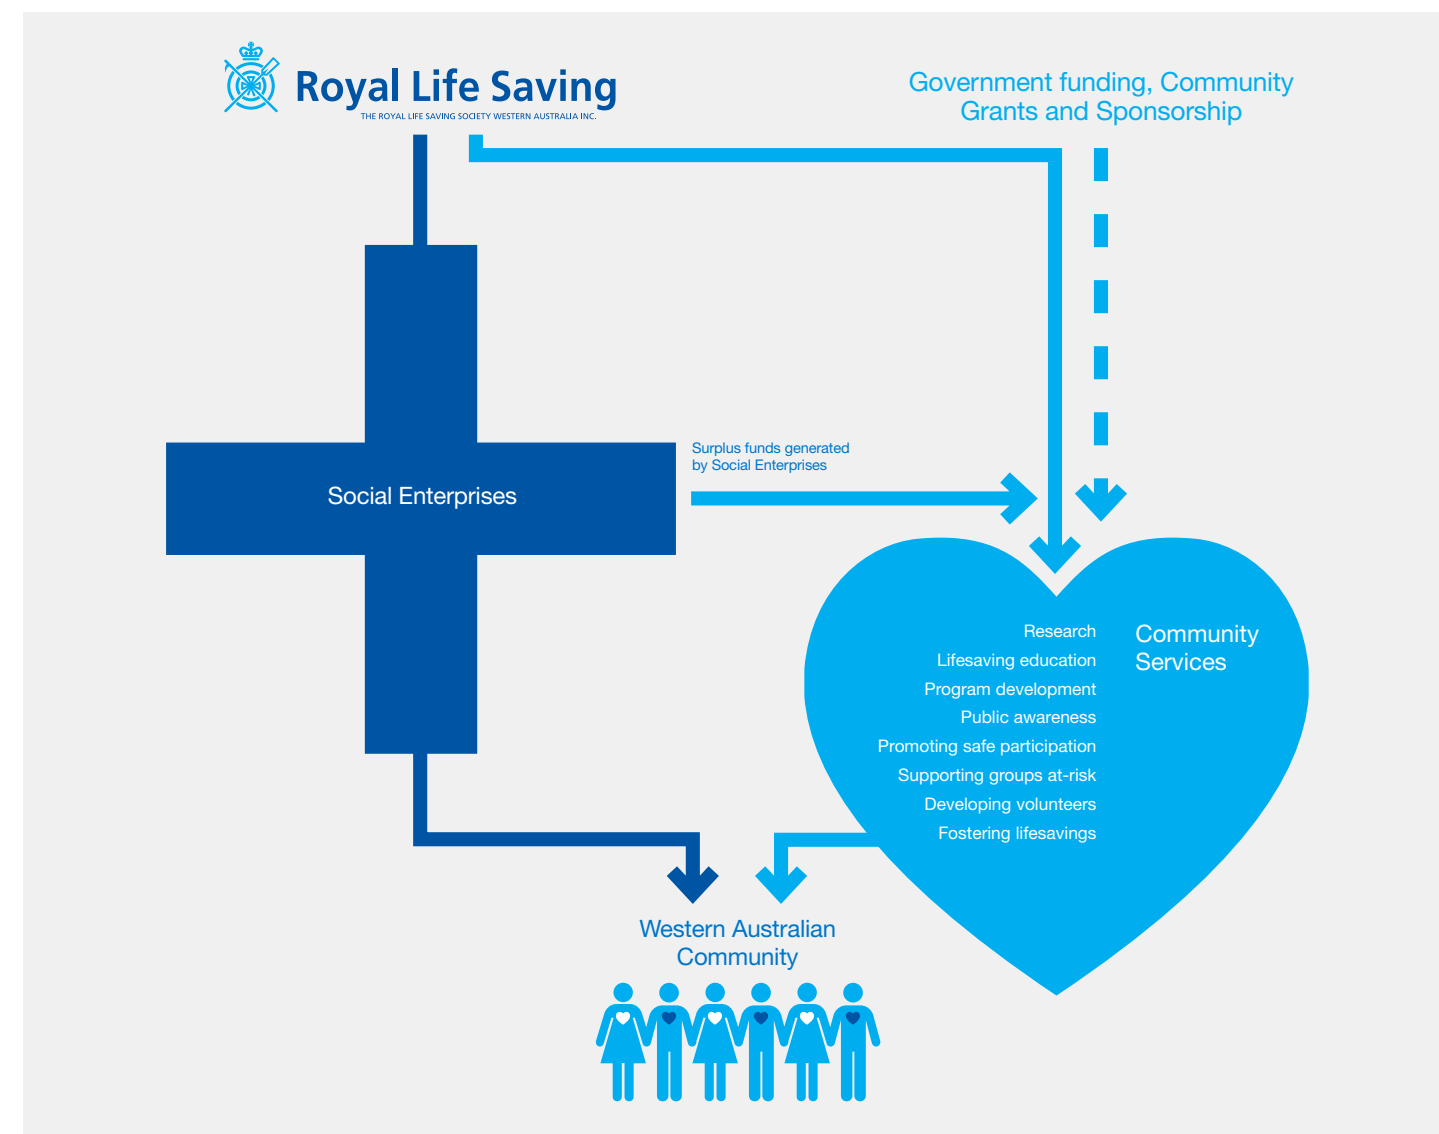 Royal Life Saving
THE ROYAL LIFE SAVING SOCIETY WESTERN AUSTRALIA INC.
Government funding, Community
Grants and Sponsorship
Surplus funds generated
by Social Enterprises
Social Enterprises
Research
Lifesaving education
Program development
Public awareness
Promoting safe participation
Supporting groups at-risk
Developing volunteers
Fostering lifesavings
Community
Services
Western Australian
Community